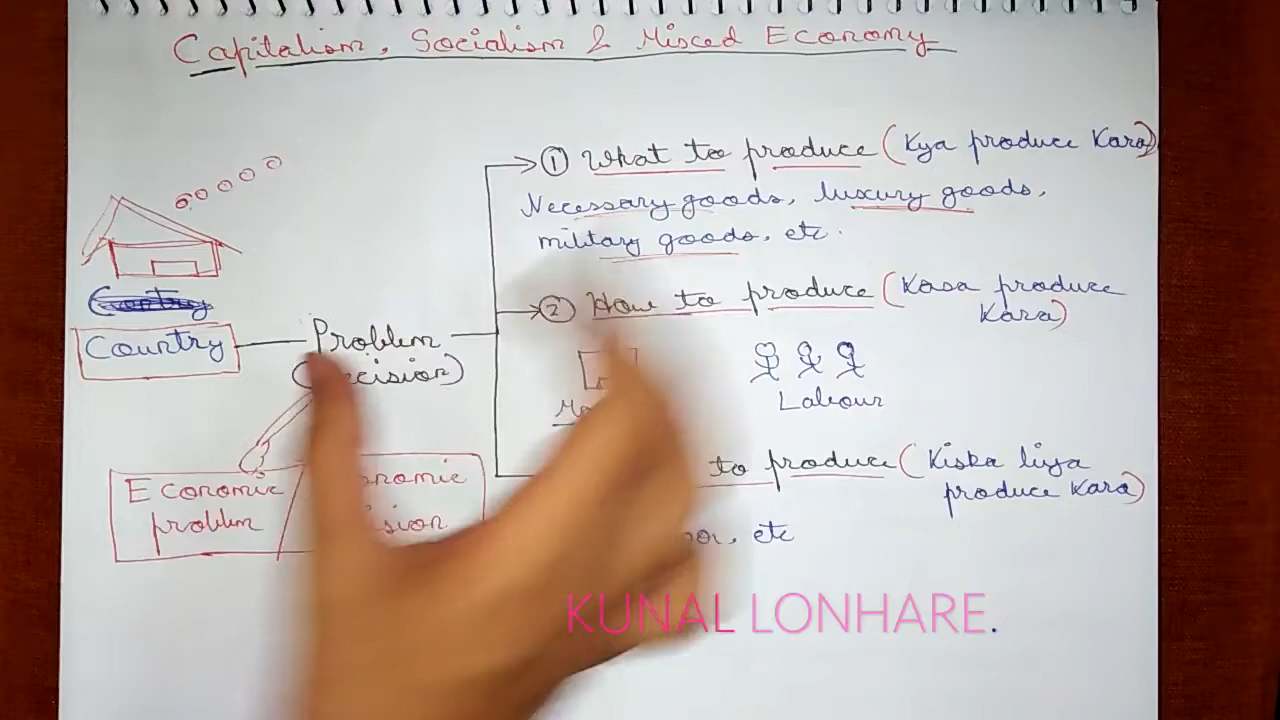 Capitalism, Socialism & Mixed Economy
① What to produce (Kya produce Kara)
Necessary goods, luxury goods,
military goods, etc.
② How to produce (Kasa produce
Kara)
Country
Problem
Labour
to produce (Kiska liya
produce Kara)
Economic
problem
etc
KUNAL LONHARE.